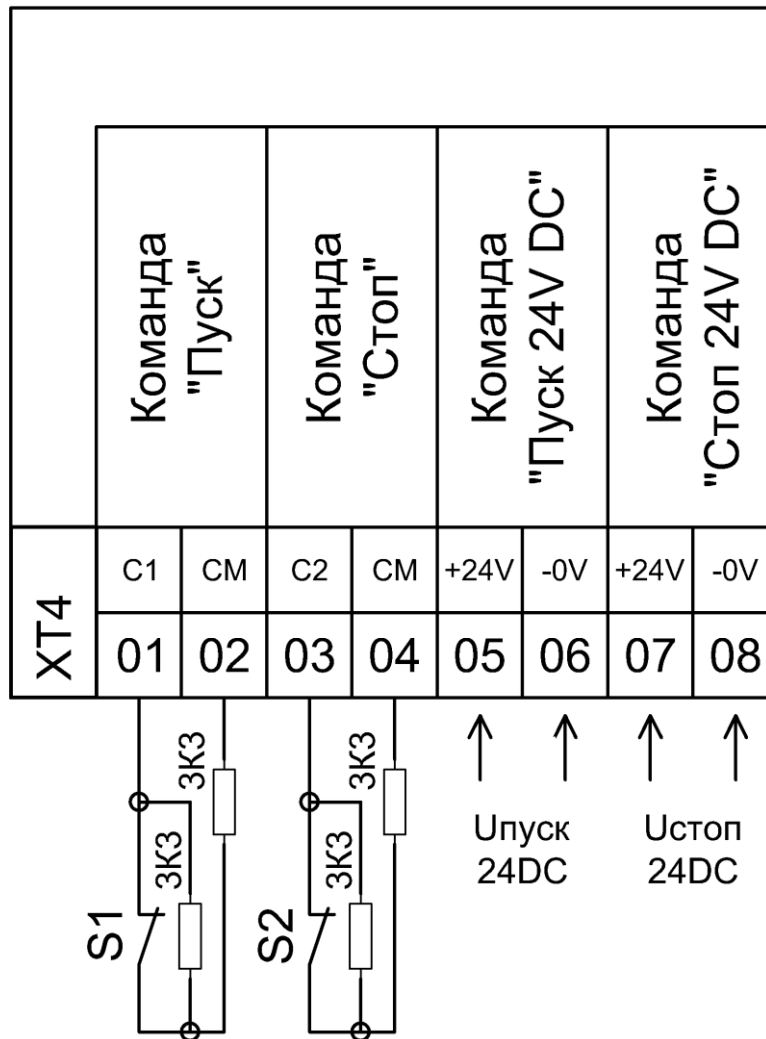 Команда
"Пуск"
Команда
"Стоп"
Команда
"Пуск 24V DC"
Команда
"Стоп 24V DC"
XT4
C1
CM
C2
CM
+24V
-0V
+24V
-0V
01
02
03
04
05
06
07
08
3К3
3К3
S1
3К3
3К3
S2
Uпуск
24DC
Uстоп
24DC